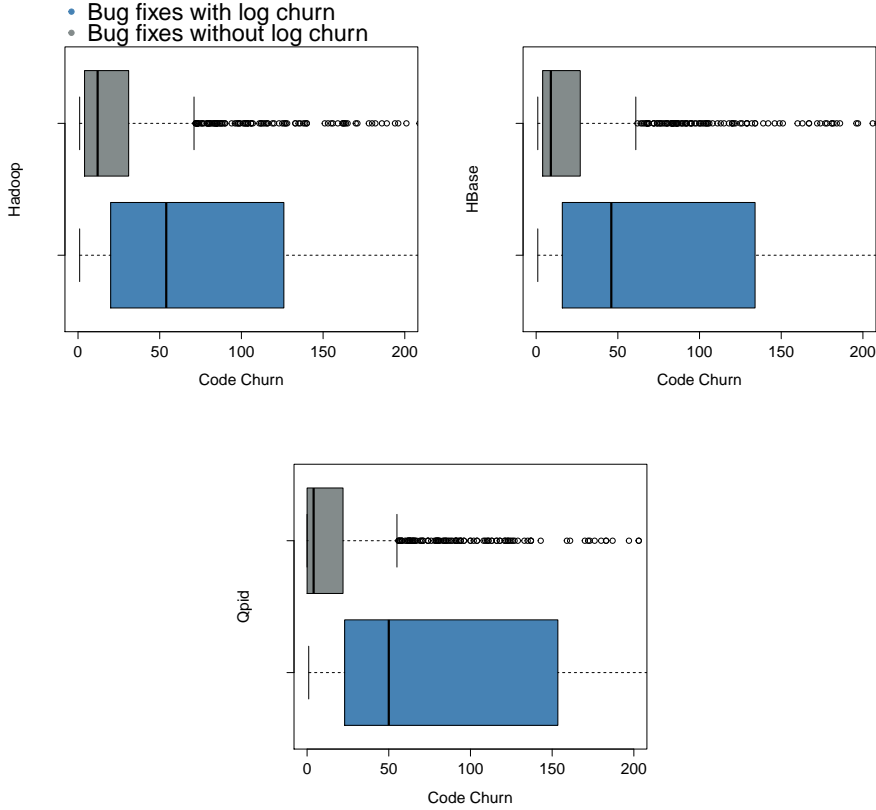 Bug fixes with log churn
Bug fixes without log churn
Hadoop
0 50 100 150 200
Code Churn
HBase
0 50 100 150 200
Code Churn
Qpid
0 50 100 150 200
Code Churn